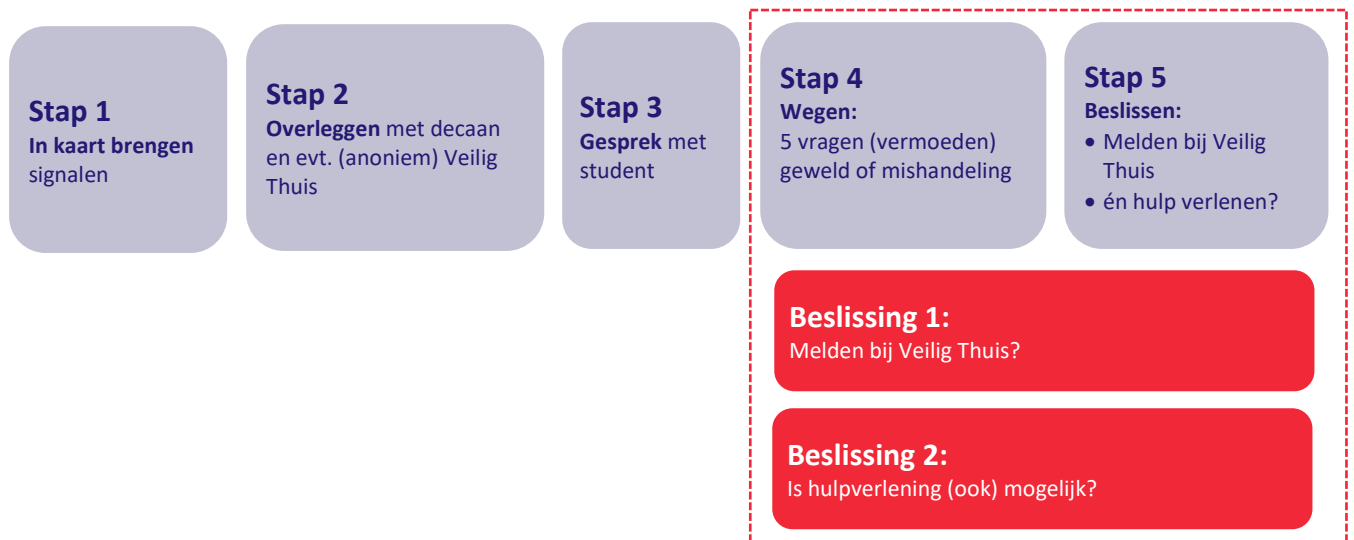 Stap 1
In kaart brengen
signalen
Stap 2
Overleggen met decaan
en evt. (anoniem) Veilig
Thuis
Stap 3
Gesprek met
student
Stap 4
Wegen:
5 vragen (vermoeden)
geweld of mishandeling
Stap 5
Beslissen:
• Melden bij Veilig
Thuis
• én hulp verlenen?
Beslissing 1:
Melden bij Veilig Thuis?
Beslissing 2:
Is hulpverlening (ook) mogelijk?